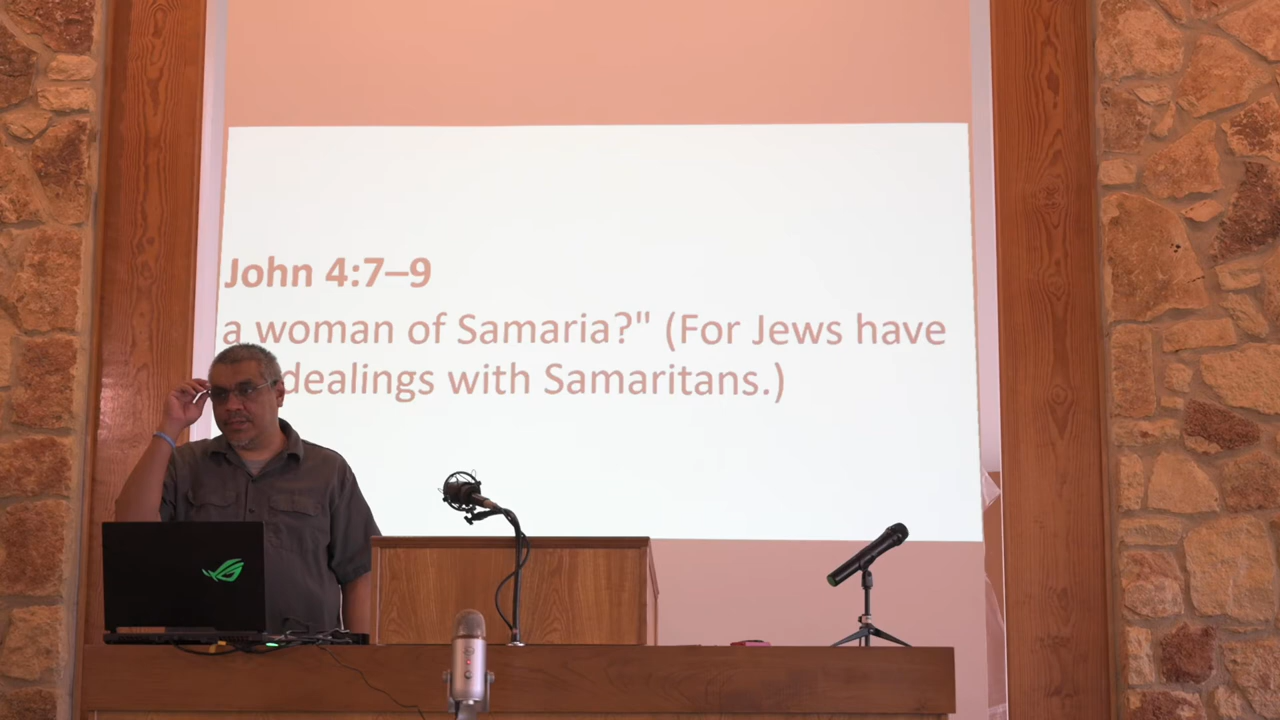 John 4:7–9
a woman of Samaria?" (For Jews have
dealings with Samaritans.)